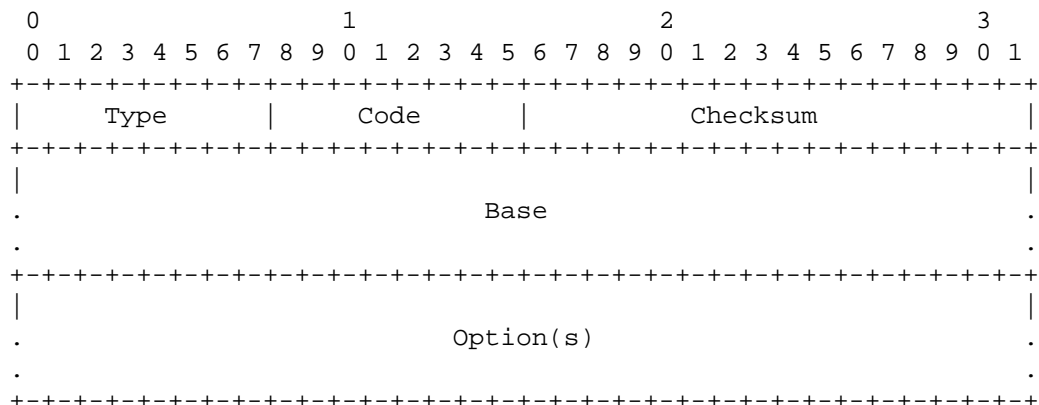 0                   1                   2                   3
0 1 2 3 4 5 6 7 8 9 0 1 2 3 4 5 6 7 8 9 0 1 2 3 4 5 6 7 8 9 0 1
+-+-+-+-+-+-+-+-+-+-+-+-+-+-+-+-+-+-+-+-+-+-+-+-+-+-+-+-+-+-+-+-+
|     Type      |     Code      |          Checksum             |
+-+-+-+-+-+-+-+-+-+-+-+-+-+-+-+-+-+-+-+-+-+-+-+-+-+-+-+-+-+-+-+-+
|                                                               |
.                             Base                              .
.                                                               .
+-+-+-+-+-+-+-+-+-+-+-+-+-+-+-+-+-+-+-+-+-+-+-+-+-+-+-+-+-+-+-+-+
|                                                               |
.                           Option(s)                           .
.                                                               .
+-+-+-+-+-+-+-+-+-+-+-+-+-+-+-+-+-+-+-+-+-+-+-+-+-+-+-+-+-+-+-+-+